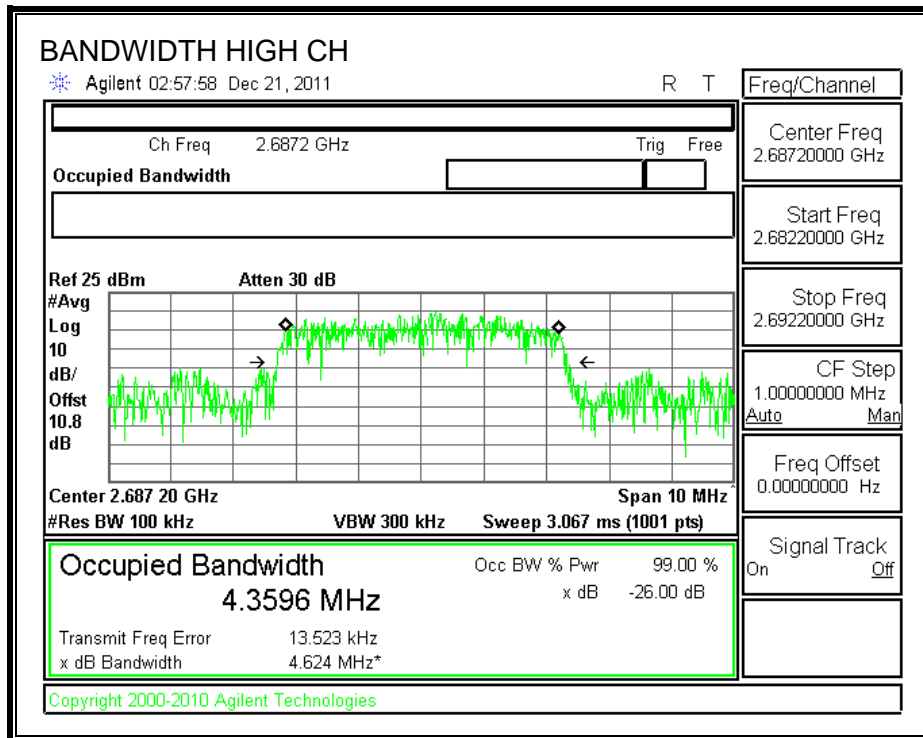 BANDWIDTH HIGH CH
Agilent 02:57:58 Dec 21, 2011 R T
Ch Freq 2.6872 GHz Trig Free
Occupied Bandwidth
Ref 25 dBm Atten 30 dB
#Avg
Log
10
dB/
Offst
10.8
dB
Center 2.687 20 GHz Span 10 MHz^
#Res BW 100 kHz VBW 300 kHz Sweep 3.067 ms (1001 pts)
Occupied Bandwidth Occ BW % Pwr 99.00 %
4.3596 MHz x dB -26.00 dB
Transmit Freq Error 13.523 kHz
x dB Bandwidth 4.624 MHz*
Copyright 2000-2010 Agilent Technologies
Freq/Channel
Center Freq
2.68720000 GHz
Start Freq
2.68220000 GHz
Stop Freq
2.69220000 GHz
CF Step
1.00000000 MHz
Auto Man
Freq Offset
0.00000000 Hz
Signal Track
On Off